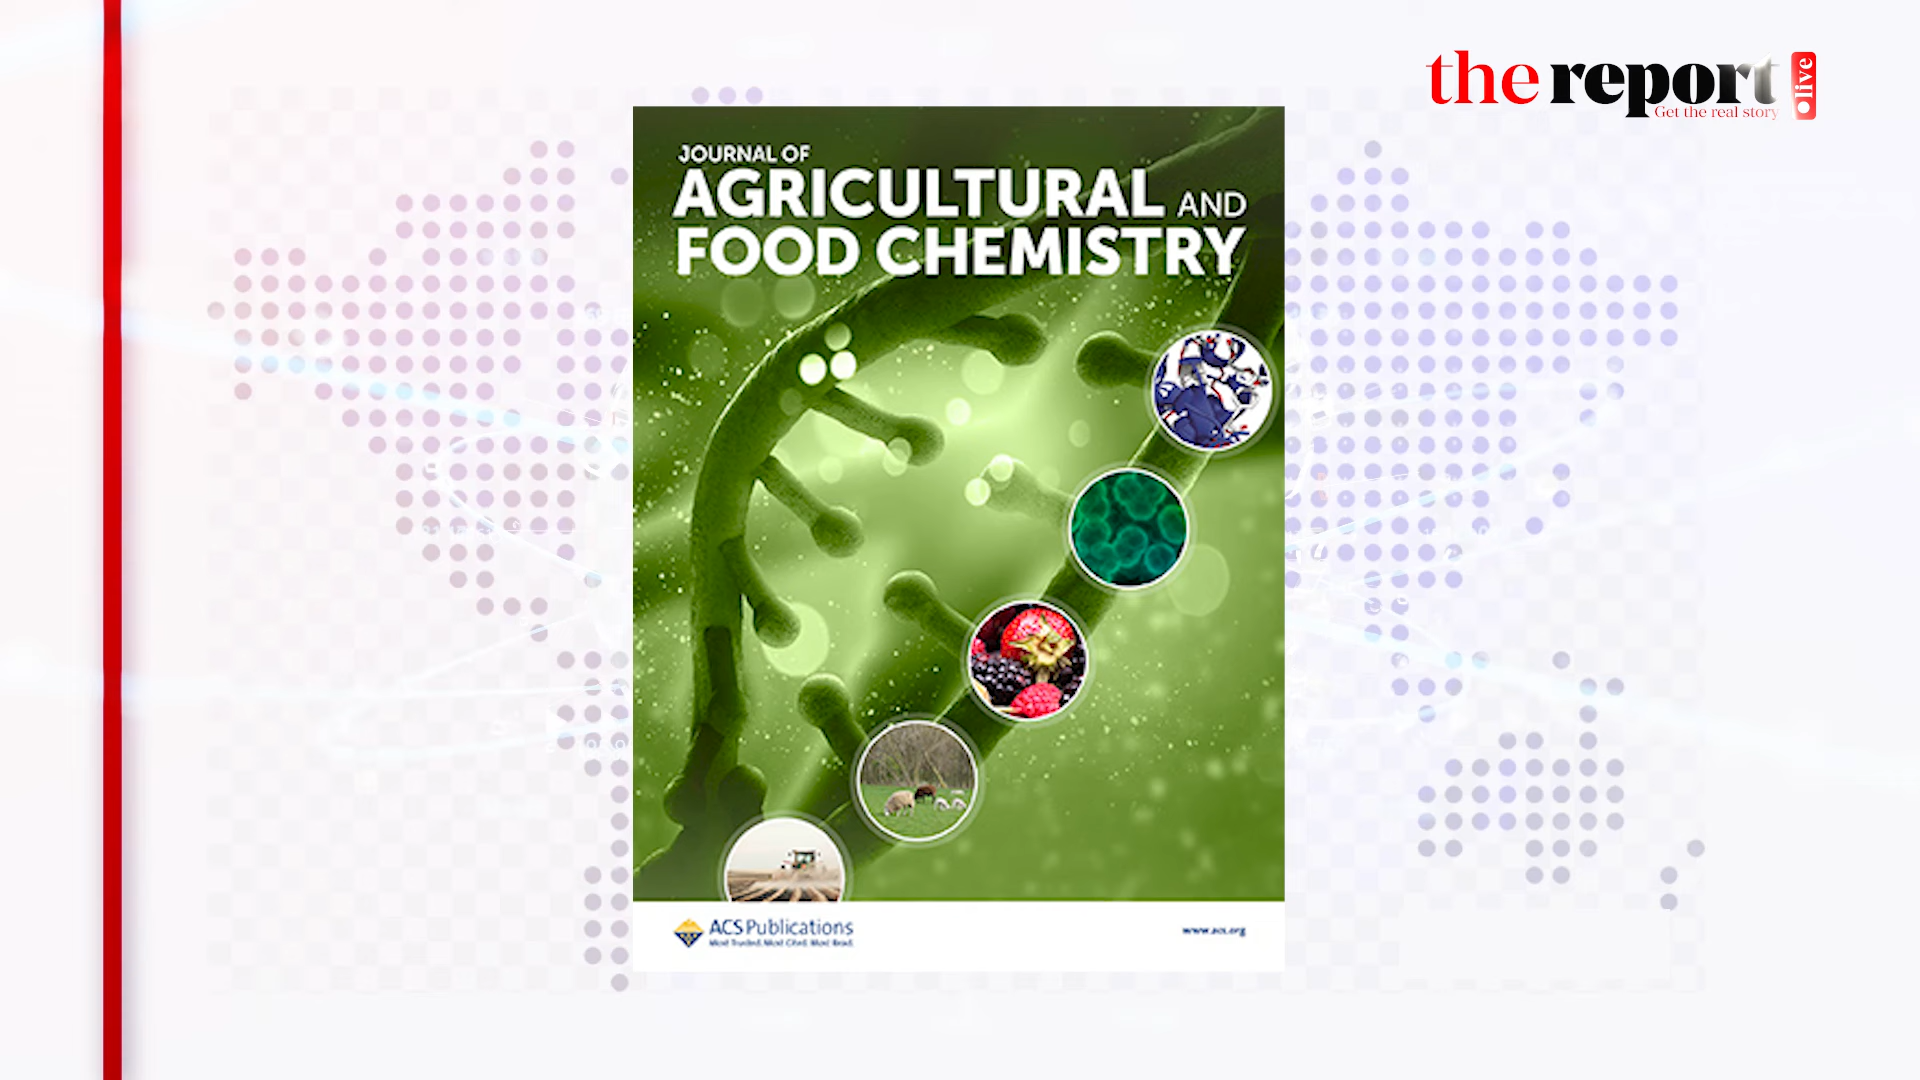 the report
Get the real story
olive
JOURNAL OF
AGRICULTURAL AND
FOOD CHEMISTRY
ACS Publications
Most Trusted. Most Cited. Most Read.
www.acs.org